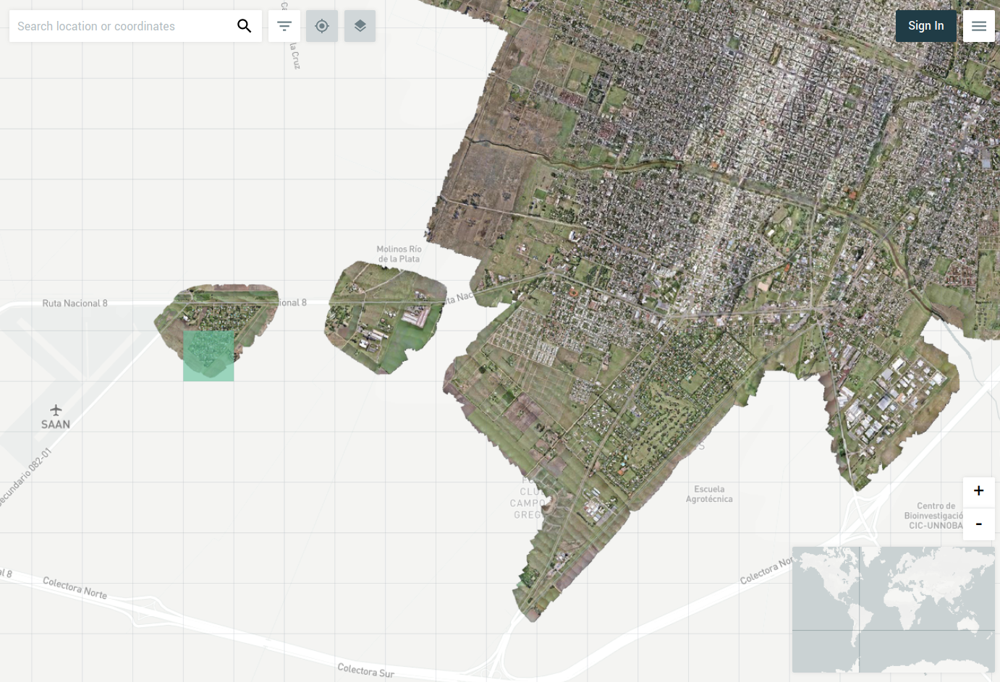 Search location or coordinates
Sign In
la Cruz
Molinos Río
de la Plata
Ruta Nacional 8
ional 8
uta Nac
SAAN
ecundario 082-01
CLU
CAMPO
GREG
S
Escuela
Agrotécnica
Centro de
Bioinvestigació
CIC-UNNOBA
+
-
al 8
Colectora Norte
Colectora Nor
Colectora Sur